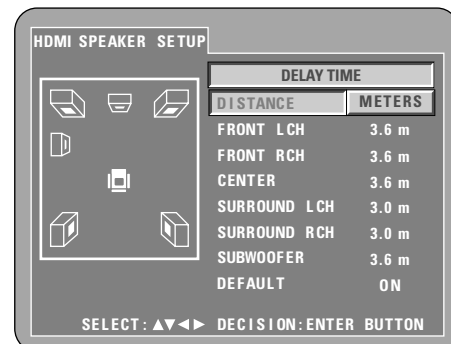 HDMI SPEAKER SETUP
DELAY TIME
DISTANCE METERS
FRONT LCH 3.6 m
FRONT RCH 3.6 m
CENTER 3.6 m
SURROUND LCH 3.0 m
SURROUND RCH 3.0 m
SUBWOOFER 3.6 m
DEFAULT ON
SELECT:▲▼◀▶ DECISION:ENTER BUTTON